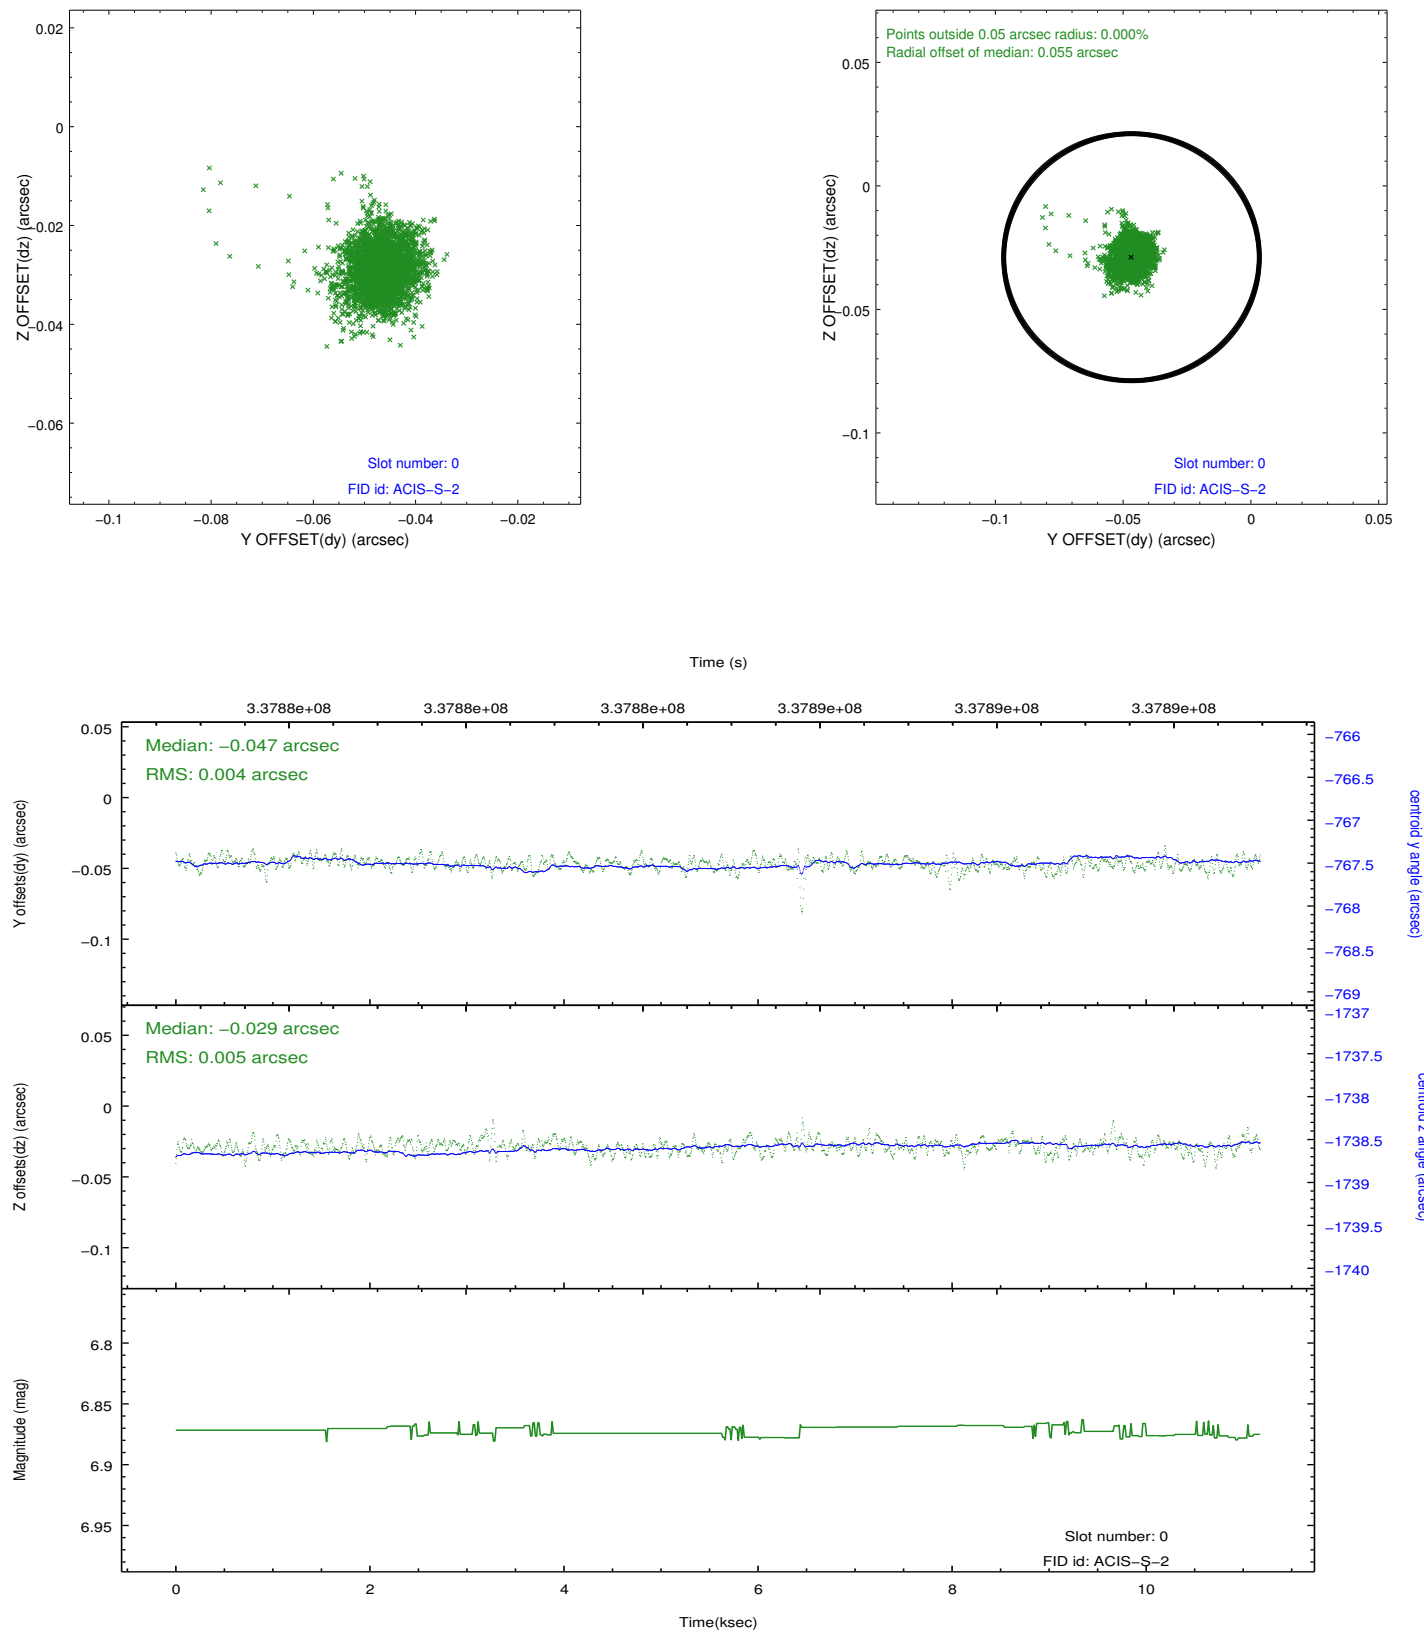 0.02
0
−0.02
−0.04
−0.06
Z OFFSET(dz) (arcsec)
Slot number: 0
FID id: ACIS−S−2
−0.1
−0.08
−0.06
−0.04
−0.02
Y OFFSET(dy) (arcsec)
Points outside 0.05 arcsec radius: 0.000%
Radial offset of median: 0.055 arcsec
0.05
0
−0.05
−0.1
Z OFFSET(dz) (arcsec)
Slot number: 0
FID id: ACIS−S−2
−0.1
−0.05
0
0.05
Y OFFSET(dy) (arcsec)
Time (s)
3.3788e+08
3.3788e+08
3.3788e+08
3.3789e+08
3.3789e+08
3.3789e+08
Median: −0.047 arcsec
RMS: 0.004 arcsec
0.05
0
−0.05
−0.1
Y offsets(dy) (arcsec)
−766
−766.5
−767
−767.5
−768
−768.5
−769
centroid y angle (arcsec)
Median: −0.029 arcsec
RMS: 0.005 arcsec
0.05
0
−0.05
−0.1
Z offsets(dz) (arcsec)
−1737
−1737.5
−1738
−1738.5
−1739
−1739.5
−1740
centroid z angle (arcsec)
6.8
6.85
6.9
6.95
Magnitude (mag)
Slot number: 0
FID id: ACIS−S−2
0
2
4
6
8
10
Time(ksec)